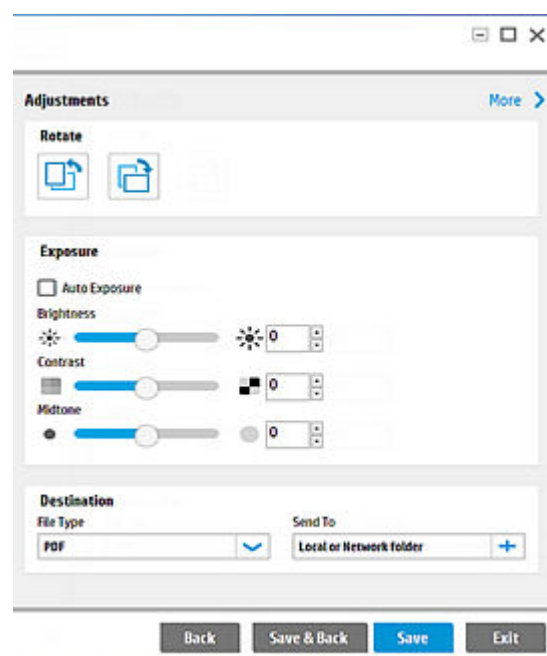 Adjustments More
Rotate
Exposure
Auto Exposure
Brightness
0
Contrast
0
Midtone
0
Destination
File Type Send To
PDF Local or Network folder
Back Save & Back Save Exit